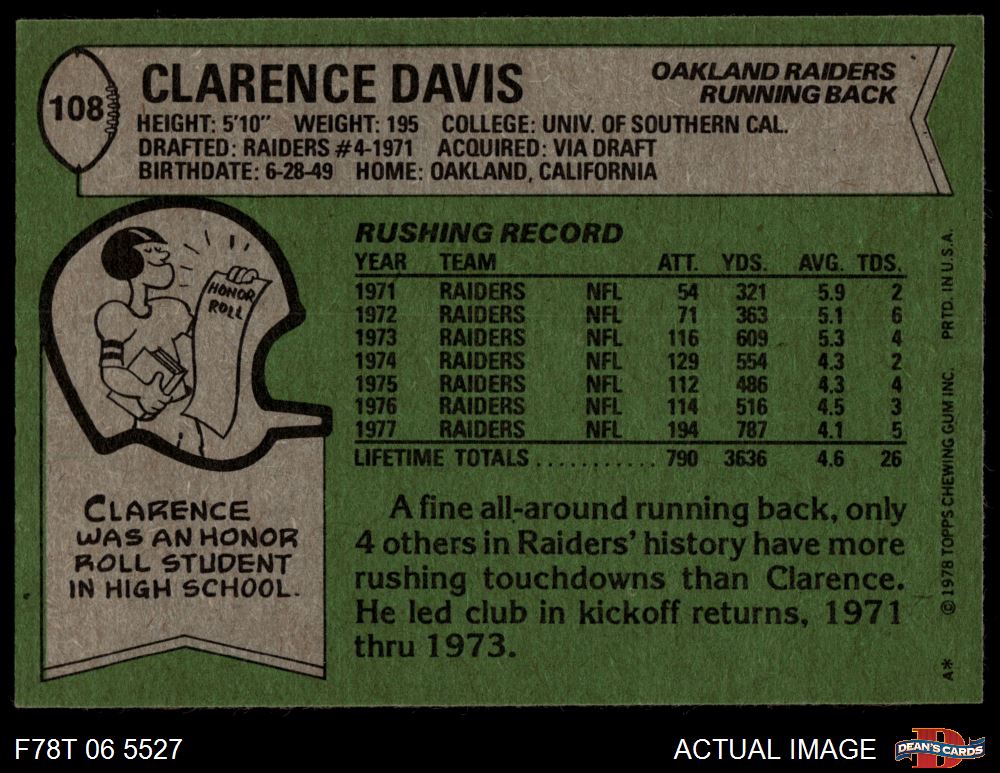 108
CLARENCE DAVIS
OAKLAND RAIDERS
RUNNING BACK
HEIGHT: 5'10" WEIGHT: 195 COLLEGE: UNIV. OF SOUTHERN CAL.
DRAFTED: RAIDERS #4-1971 ACQUIRED: VIA DRAFT
BIRTHDATE: 6-28-49 HOME: OAKLAND, CALIFORNIA
HONOR
ROLL
CLARENCE
WAS AN HONOR
ROLL STUDENT
IN HIGH SCHOOL.
RUSHING RECORD
YEAR TEAM ATT. YDS. AVG. TDS.
1971 RAIDERS NFL 54 321 5.9 2
1972 RAIDERS NFL 71 363 5.1 6
1973 RAIDERS NFL 116 609 5.3 4
1974 RAIDERS NFL 129 554 4.3 2
1975 RAIDERS NFL 112 486 4.3 4
1976 RAIDERS NFL 114 516 4.5 3
1977 RAIDERS NFL 194 787 4.1 5
LIFETIME TOTALS............ 790 3636 4.6 26
A fine all-around running back, only
4 others in Raiders' history have more
rushing touchdowns than Clarence.
He led club in kickoff returns, 1971
thru 1973.
A* © 1978 TOPPS CHEWING GUM INC. PRTD. IN U.S.A.
F78T 06 5527
ACTUAL IMAGE
D
DEAN'S CARDS